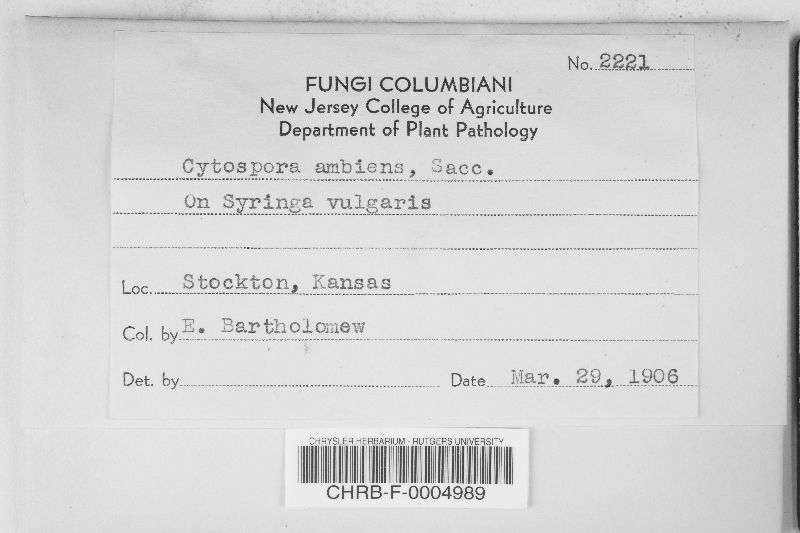 No. 2221
FUNGI COLUMBIANI
New Jersey College of Agriculture
Department of Plant Pathology
Cytospora ambiens, Sacc.
On Syringa vulgaris
Loc. Stockton, Kansas
Col. by E. Bartholomew
Det. by Date Mar. 29, 1906
CHRYSLER HERBARIUM - RUTGERS UNIVERSITY
CHRB-F-0004989